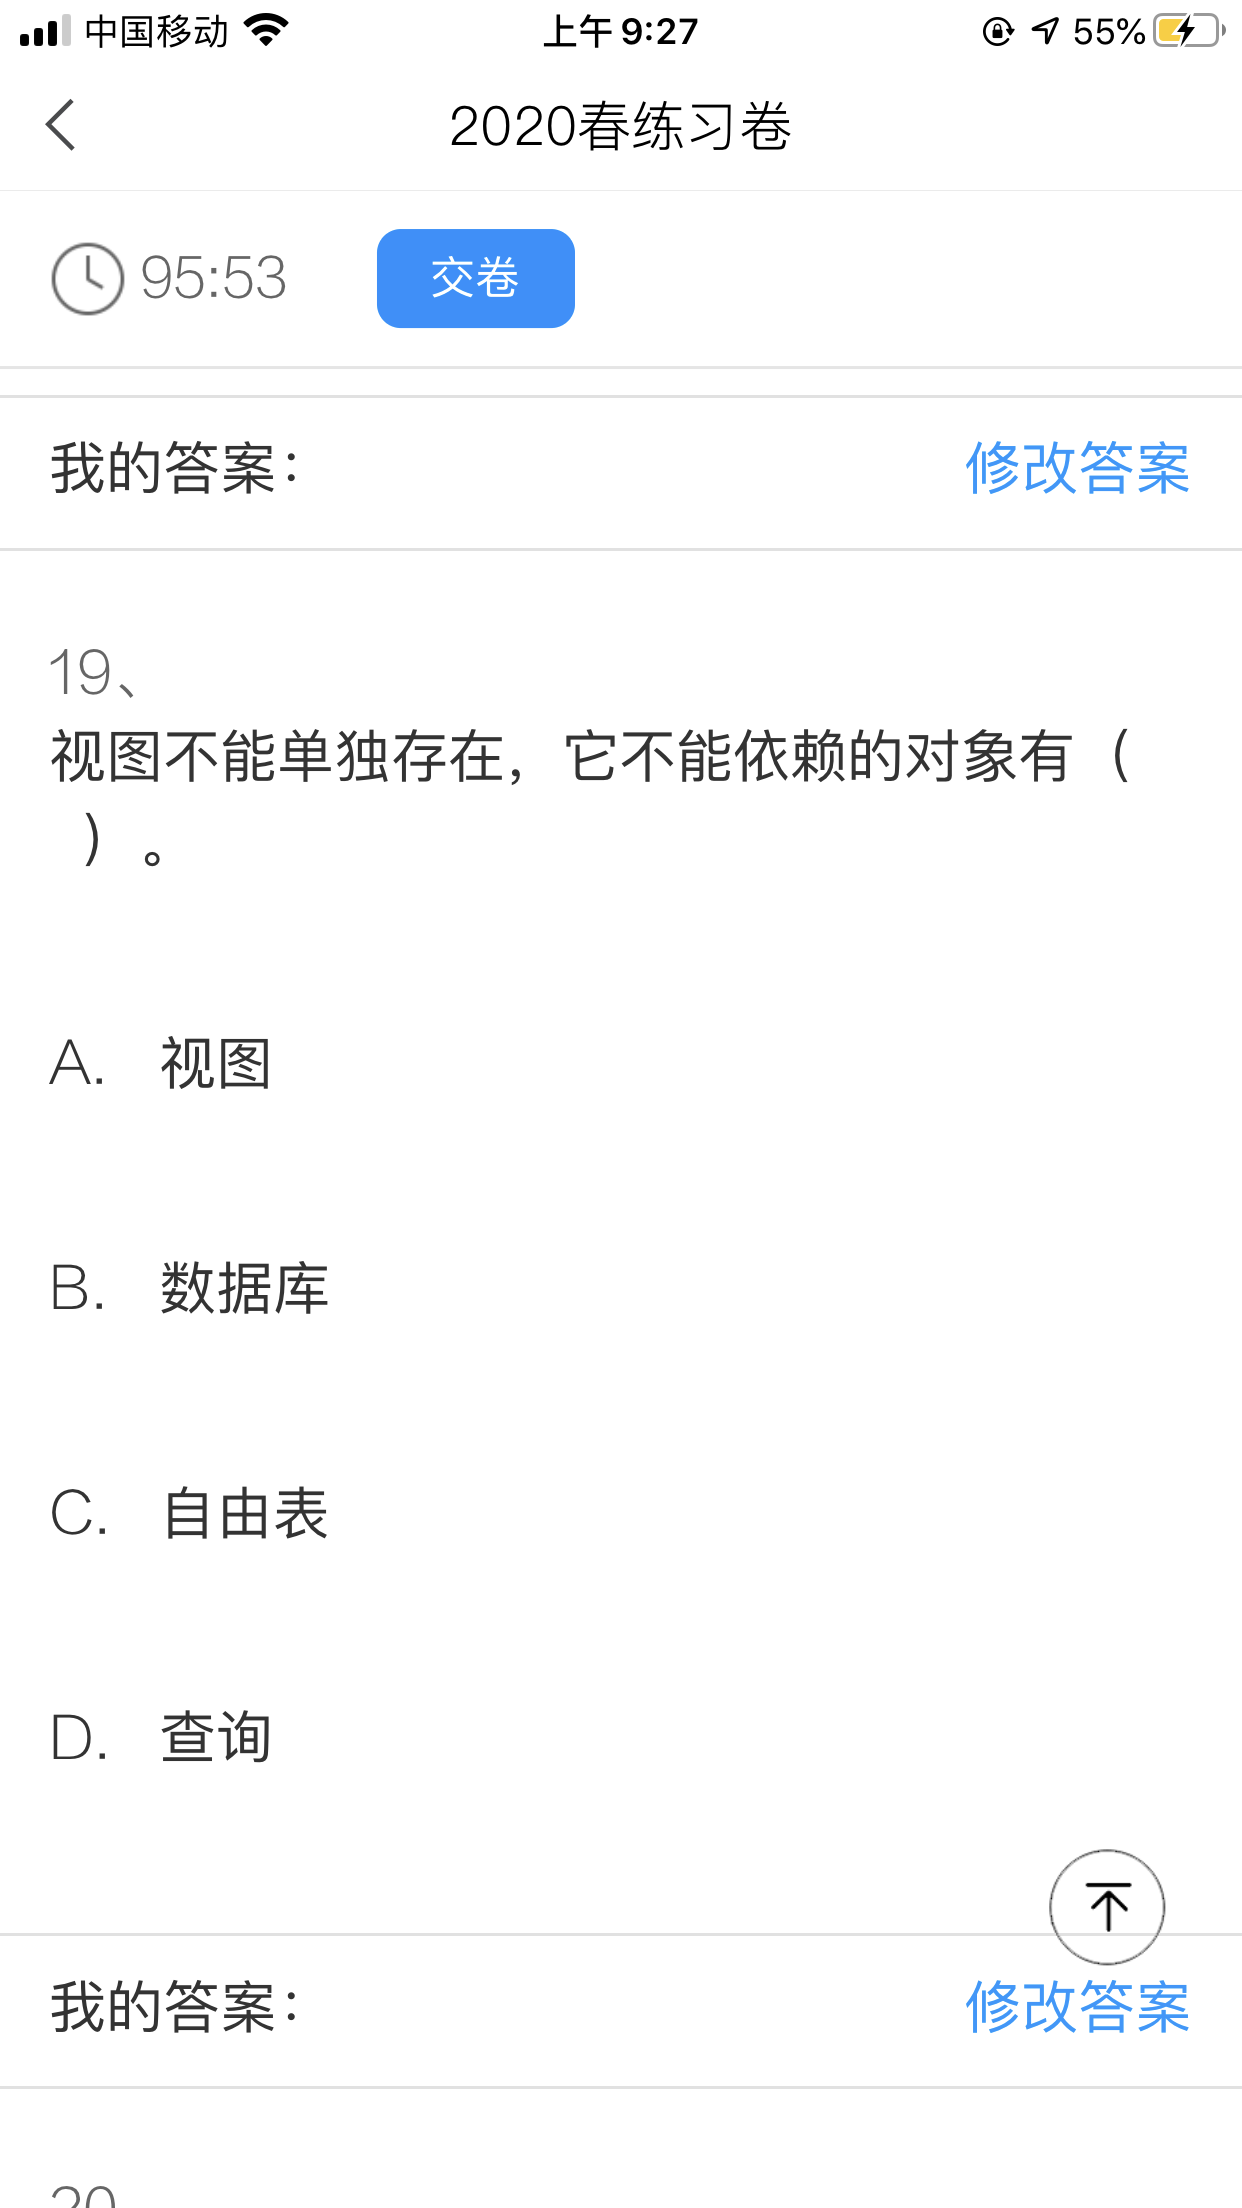 中国移动
上午 9:27
55%
2020春练习卷
95:53
交卷
我的答案：
修改答案
19、
视图不能单独存在，它不能依赖的对象有（
）。
A. 视图
B. 数据库
C. 自由表
D. 查询
我的答案：
修改答案
20